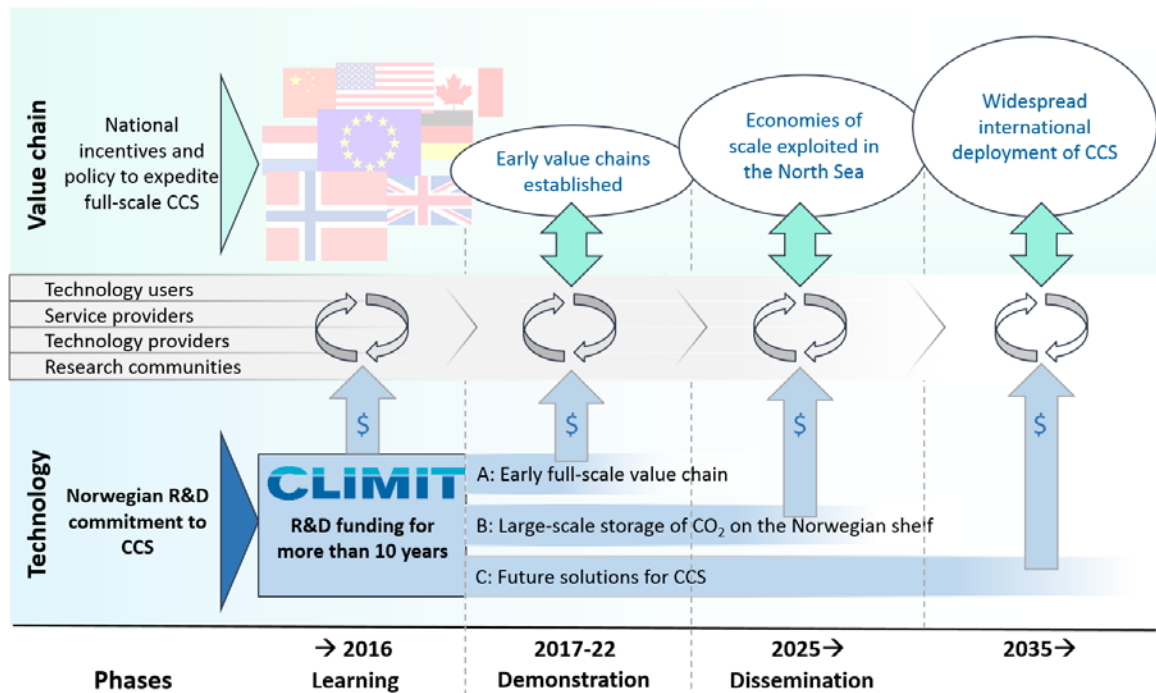 Value chain
National
incentives and
policy to expedite
full-scale CCS
Early value chains
established
Economies of
scale exploited in
the North Sea
Widespread
international
deployment of CCS
Technology users
Service providers
Technology providers
Research communities
$
$
$
$
Technology
Norwegian R&D
commitment to
CCS
CLIMIT
R&D funding for
more than 10 years
A: Early full-scale value chain
B: Large-scale storage of CO₂ on the Norwegian shelf
C: Future solutions for CCS
→ 2016
2017-22
2025→
2035→
Phases
Learning
Demonstration
Dissemination